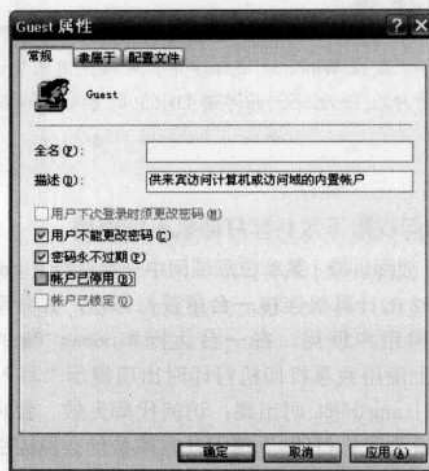 Guest 属性
常规 隶属于 配置文件
Guest
全名(F):
描述(D): 供来宾访问计算机或访问域的内置帐户
用户下次登录时须更改密码(M)
用户不能更改密码(C)
密码永不过期(P)
帐户已停用(B)
帐户已锁定(O)
确定 取消 应用(A)